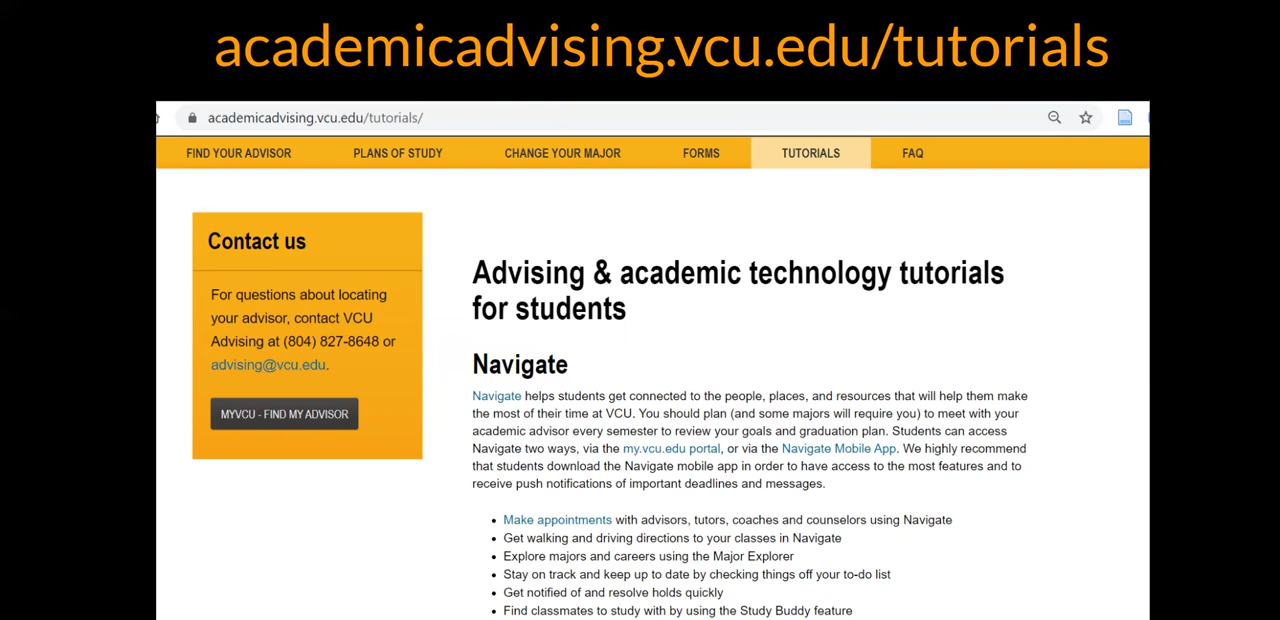 academicadvising.vcu.edu/tutorials
academicadvising.vcu.edu/tutorials/
FIND YOUR ADVISOR PLANS OF STUDY CHANGE YOUR MAJOR FORMS TUTORIALS FAQ
Contact us
For questions about locating
your advisor, contact VCU
Advising at (804) 827-8648 or
advising@vcu.edu.
MYVCU - FIND MY ADVISOR
Advising & academic technology tutorials
for students
Navigate
Navigate helps students get connected to the people, places, and resources that will help them make
the most of their time at VCU. You should plan (and some majors will require you) to meet with your
academic advisor every semester to review your goals and graduation plan. Students can access
Navigate two ways, via the my.vcu.edu portal, or via the Navigate Mobile App. We highly recommend
that students download the Navigate mobile app in order to have access to the most features and to
receive push notifications of important deadlines and messages.
• Make appointments with advisors, tutors, coaches and counselors using Navigate
• Get walking and driving directions to your classes in Navigate
• Explore majors and careers using the Major Explorer
• Stay on track and keep up to date by checking things off your to-do list
• Get notified of and resolve holds quickly
• Find classmates to study with by using the Study Buddy feature